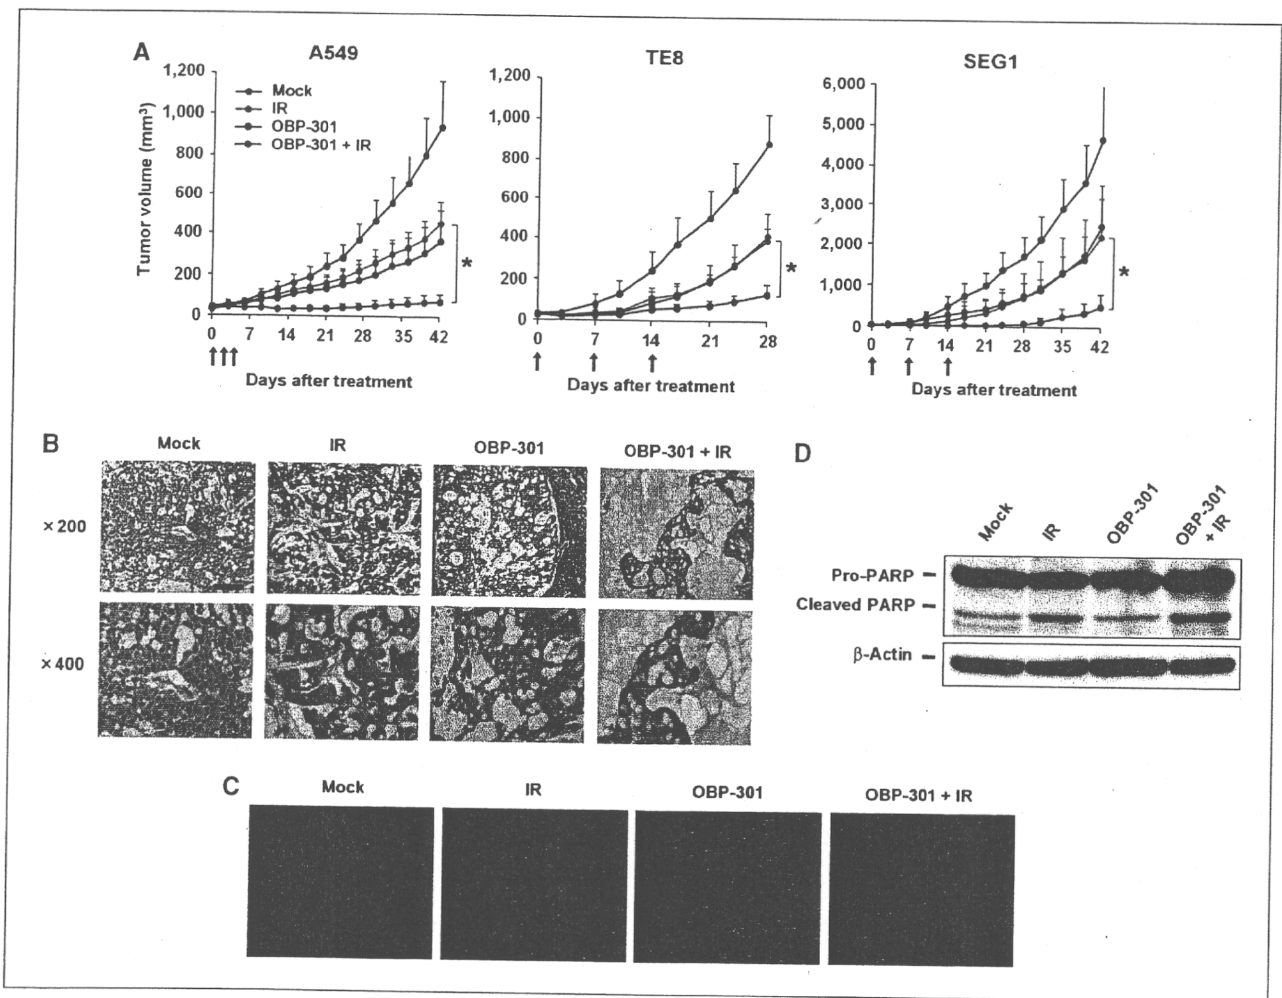 A
A549
TE8
SEG1
Tumor volume (mm³)
1,200
1,000
800
600
400
200
0
Mock
IR
OBP-301
OBP-301 + IR
*
0 7 14 21 28 35 42
Days after treatment
1,200
1,000
800
600
400
200
0
*
0 7 14 21 28
Days after treatment
6,000
5,000
4,000
3,000
2,000
1,000
0
*
0 7 14 21 28 35 42
Days after treatment
B
Mock IR OBP-301 OBP-301 + IR
×200
×400
D
Mock IR OBP-301 OBP-301
+ IR
Pro-PARP
Cleaved PARP
β-Actin
C
Mock IR OBP-301 OBP-301 + IR